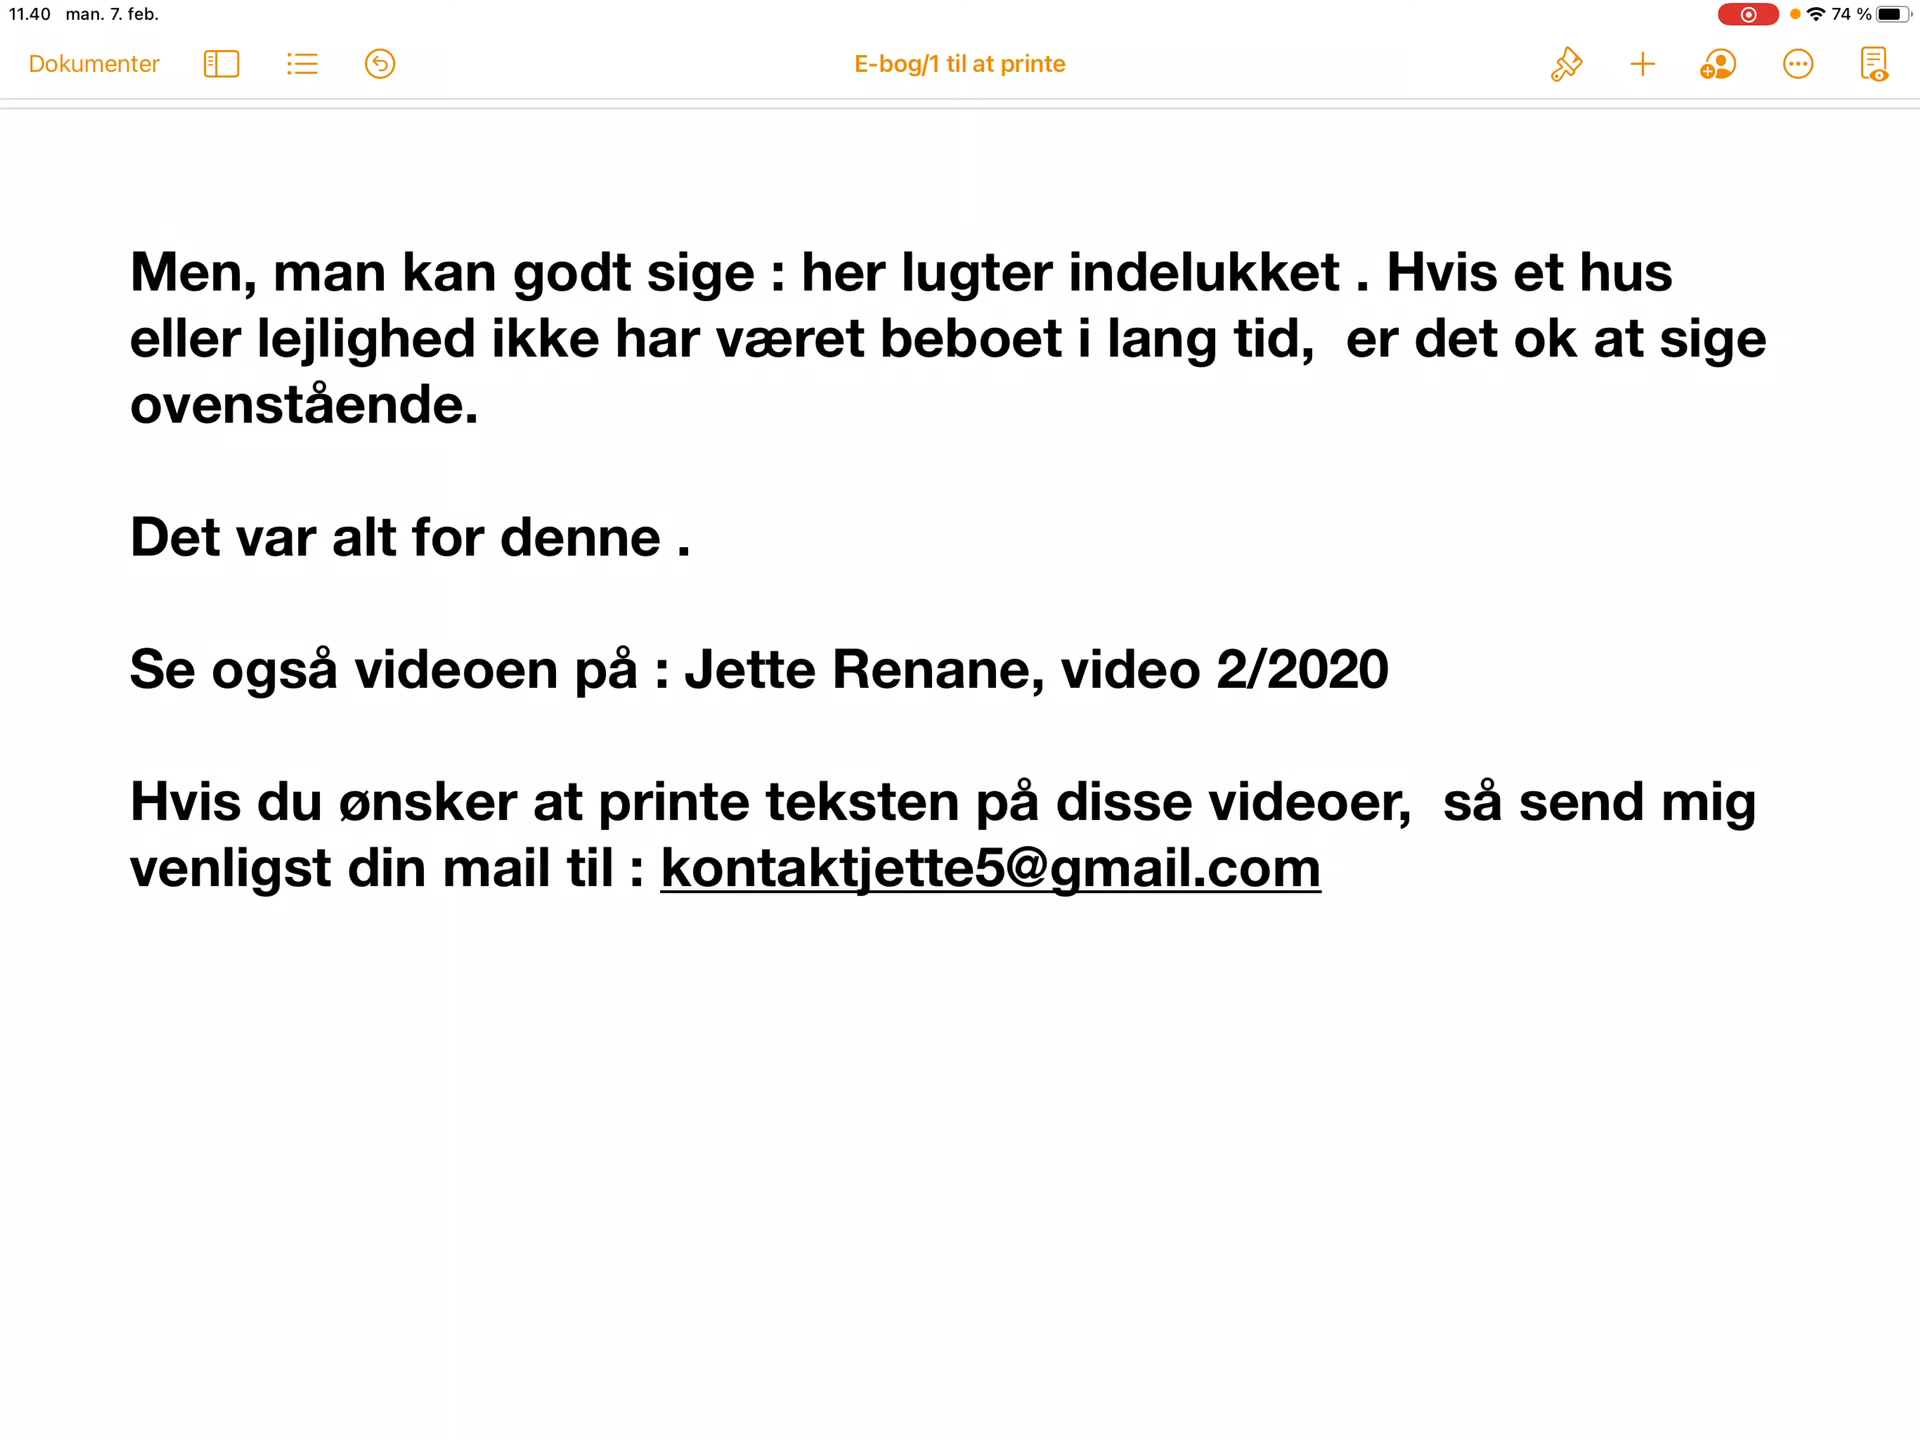 11.40 man. 7. feb.
74 %
Dokumenter
E-bog/1 til at printe
Men, man kan godt sige : her lugter indelukket . Hvis et hus
eller lejlighed ikke har været beboet i lang tid,  er det ok at sige
ovenstående.
Det var alt for denne .
Se også videoen på : Jette Renane, video 2/2020
Hvis du ønsker at printe teksten på disse videoer,  så send mig
venligst din mail til : kontaktjette5@gmail.com